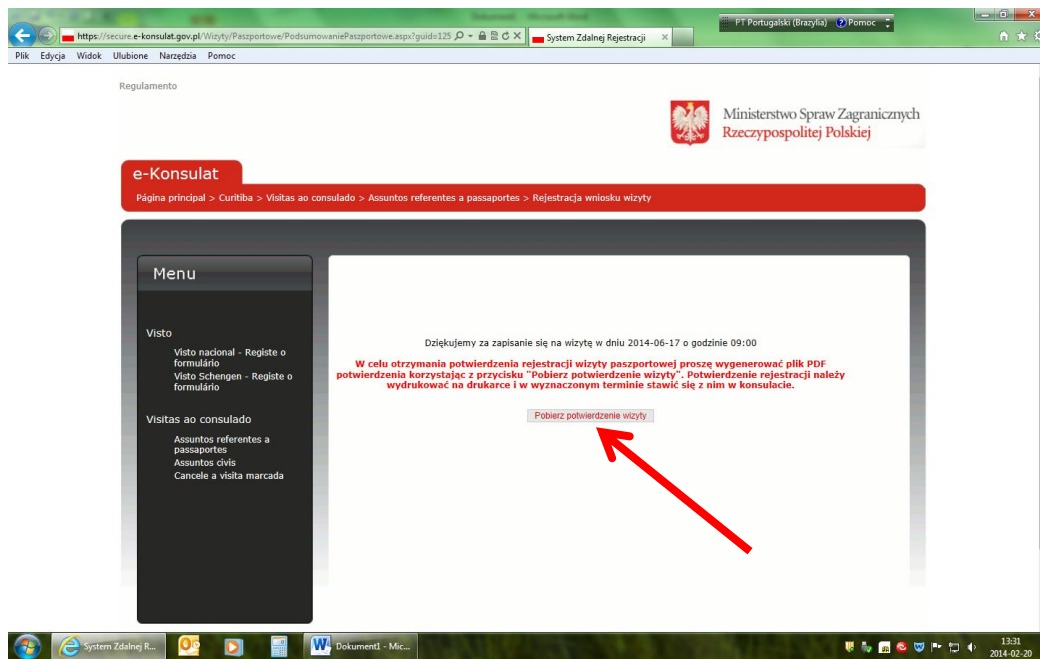 PT Portugalski (Brazylia) Pomoc
https://secure.e-konsulat.gov.pl/Wizyty/Paszportowe/PodsumowaniePaszportowe.aspx?guid=125
System Zdalnej Rejestracji
Plik Edycja Widok Ulubione Narzędzia Pomoc
Regulamento
Ministerstwo Spraw Zagranicznych
Rzeczypospolitej Polskiej
e-Konsulat
Página principal > Curitiba > Visitas ao consulado > Assuntos referentes a passaportes > Rejestracja wniosku wizyty
Menu
Visto
Visto nacional - Registe o
formulário
Visto Schengen - Registe o
formulário
Visitas ao consulado
Assuntos referentes a
passaportes
Assuntos civis
Cancele a visita marcada
Dziękujemy za zapisanie się na wizytę w dniu 2014-06-17 o godzinie 09:00
W celu otrzymania potwierdzenia rejestracji wizyty paszportowej proszę wygenerować plik PDF
potwierdzenia korzystając z przycisku "Pobierz potwierdzenie wizyty". Potwierdzenie rejestracji należy
wydrukować na drukarce i w wyznaczonym terminie stawić się z nim w konsulacie.
Pobierz potwierdzenie wizyty
System Zdalnej R...
Dokument1 - Mic...
13:31
2014-02-20